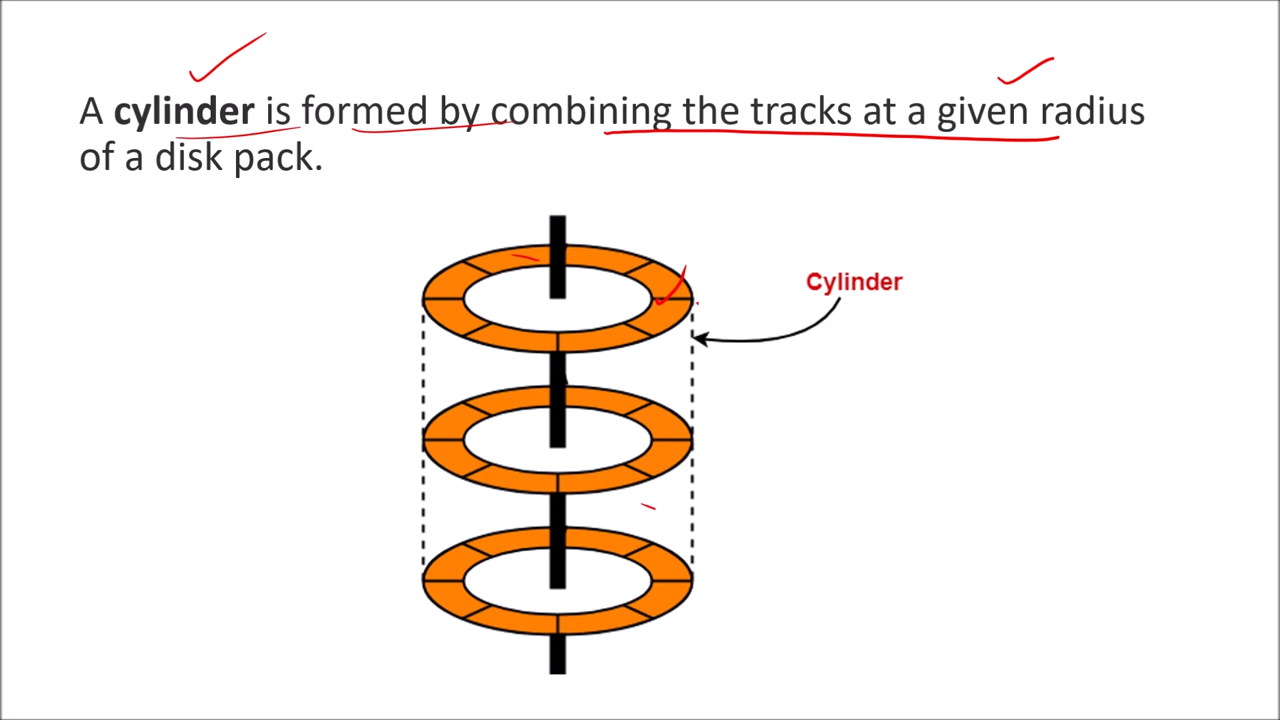 A cylinder is formed by combining the tracks at a given radius
of a disk pack.
Cylinder